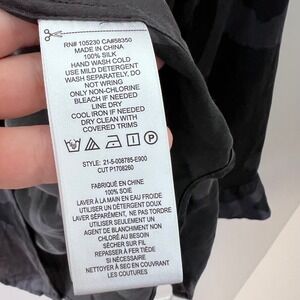 RN# 105230 CA#58350
MADE IN CHINA
100% SILK
HAND WASH COLD
USE MILD DETERGENT
WASH SEPARATELY, DO
NOT WRING
ONLY NON-CHLORINE
BLEACH IF NEEDED
LINE DRY
COOL IRON IF NEEDED
DRY CLEAN WITH
COVERED TRIMS
P
STYLE: 21-5-008785-E900
CUT P1708260
FABRIQUÉ EN CHINE
100% SOIE
LAVER À LA MAIN EN EAU FROIDE
UTILISER UN DÉTERGENT DOUX
LAVER SÉPARÉMENT, NE PAS TORDRE
UTILISER SEULEMENT UN
AGENT DE BLANCHIMENT NON
CHLORÉ AU BESOIN
SÉCHER SUR FIL
REPASSER À FER TIÈDE
SI NÉCESSAIRE
NETTOYER À SEC EN COUVRANT
LES COUTURES